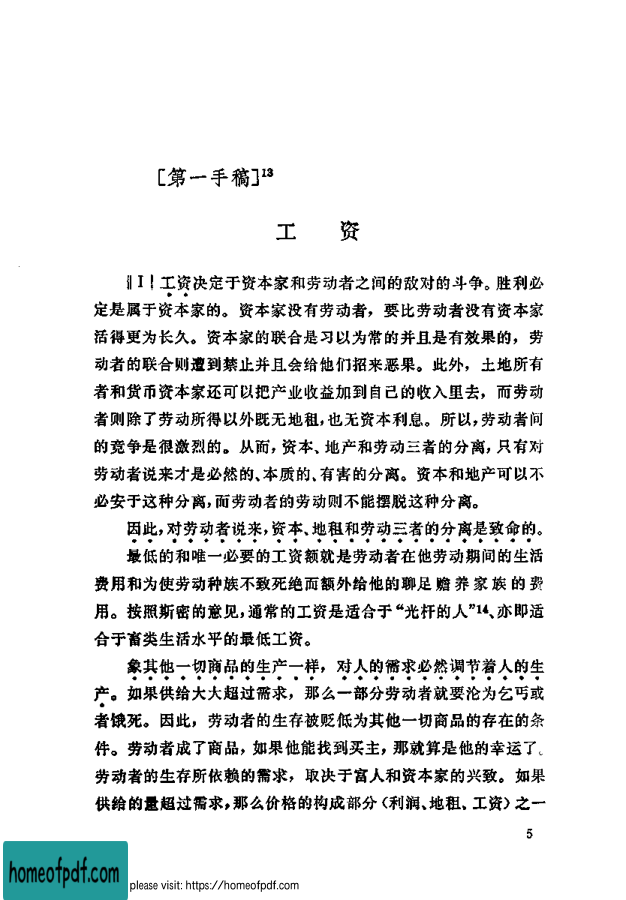 [第一手稿]¹³
工　资
‖I｜工资决定于资本家和劳动者之间的敌对的斗争。胜利必
定是属于资本家的。资本家没有劳动者，要比劳动者没有资本家
活得更为长久。资本家的联合是习以为常的并且是有效果的，劳
动者的联合则遭到禁止并且会给他们招来恶果。此外，土地所有
者和货币资本家还可以把产业收益加到自己的收入里去，而劳动
者则除了劳动所得以外既无地租，也无资本利息。所以，劳动者间
的竞争是很激烈的。从而，资本、地产和劳动三者的分离，只有对
劳动者说来才是必然的、本质的、有害的分离。资本和地产可以不
必安于这种分离，而劳动者的劳动则不能摆脱这种分离。
因此，对劳动者说来，资本、地租和劳动三者的分离是致命的。
最低的和唯一必要的工资额就是劳动者在他劳动期间的生活
费用和为使劳动种族不致死绝而额外给他的聊足赡养家族的费
用。按照斯密的意见，通常的工资是适合于“光杆的人”¹⁴、亦即适
合于畜类生活水平的最低工资。
象其他一切商品的生产一样，对人的需求必然调节着人的生
产。如果供给大大超过需求，那么一部分劳动者就要沦为乞丐或
者饿死。因此，劳动者的生存被贬低为其他一切商品的存在的条
件。劳动者成了商品，如果他能找到买主，那就算是他的幸运了。
劳动者的生存所依赖的需求，取决于富人和资本家的兴致。如果
供给的量超过需求，那么价格的构成部分（利润、地租、工资）之一
5
homeofpdf.com
please visit: https://homeofpdf.com